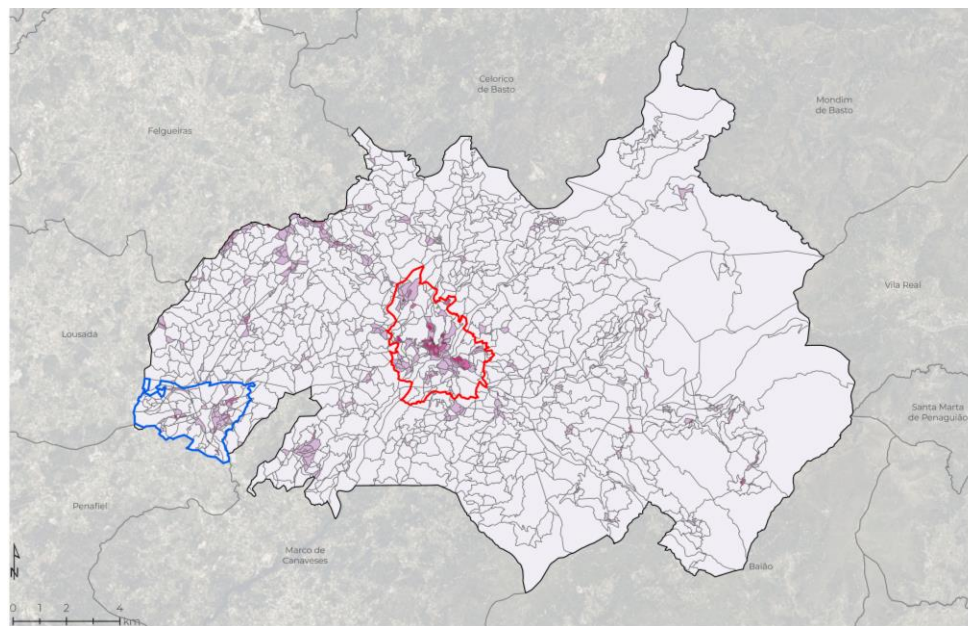 Celorico
de Basto
Mondim
de Basto
Felgueiras
Vila Real
Lousada
Santa Marta
de Penaguião
Penafiel
Marco de
Canaveses
Baião
N
0 1 2 4
km